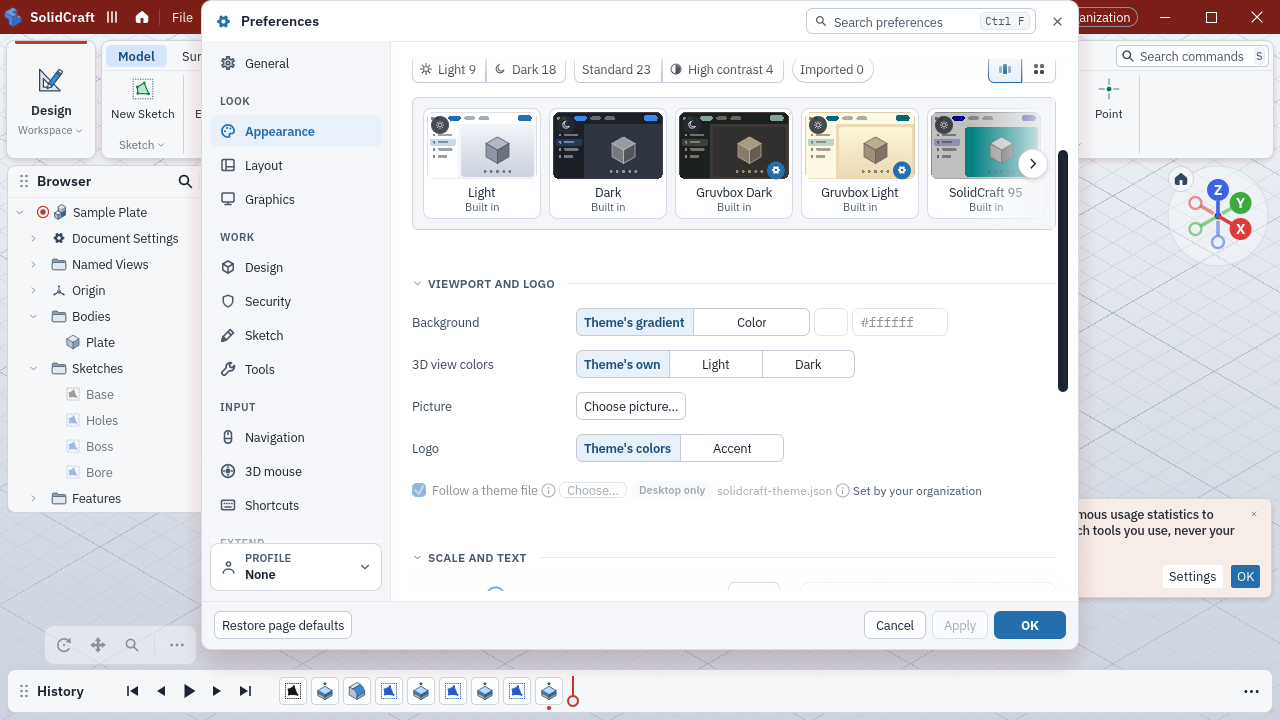 SolidCraft
File
Preferences
Search preferences
Ctrl F
anization
Design
Workspace
Model
Sur
New Sketch
E
Sketch
Search commands
S
Point
Browser
Sample Plate
Document Settings
Named Views
Origin
Bodies
Plate
Sketches
Base
Holes
Boss
Bore
Features
General
LOOK
Appearance
Layout
Graphics
WORK
Design
Security
Sketch
Tools
INPUT
Navigation
3D mouse
Shortcuts
EXTEND
PROFILE
None
Light 9
Dark 18
Standard 23
High contrast 4
Imported 0
Light
Built in
Dark
Built in
Gruvbox Dark
Built in
Gruvbox Light
Built in
SolidCraft 95
Built in
VIEWPORT AND LOGO
Background
Theme's gradient
Color
#ffffff
3D view colors
Theme's own
Light
Dark
Picture
Choose picture...
Logo
Theme's colors
Accent
Follow a theme file
Choose...
Desktop only
solidcraft-theme.json
Set by your organization
SCALE AND TEXT
Restore page defaults
Cancel
Apply
OK
Z
Y
X
mous usage statistics to
ch tools you use, never your
Settings
OK
History